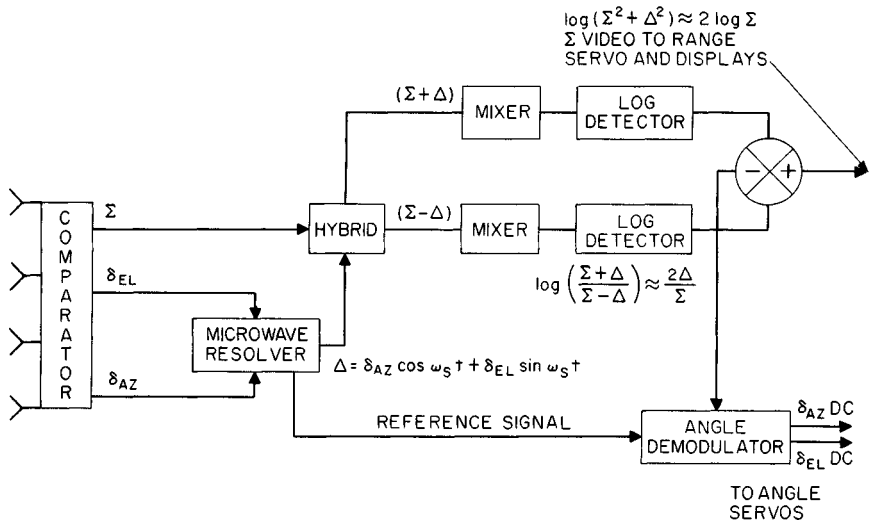 log (Σ² + Δ²) ≈ 2 log Σ
Σ VIDEO TO RANGE
SERVO AND DISPLAYS
(Σ+Δ)
MIXER
LOG
DETECTOR
− +
COMPARATOR
Σ
HYBRID
(Σ−Δ)
MIXER
LOG
DETECTOR
log (Σ+Δ / Σ−Δ) ≈ 2Δ / Σ
δEL
MICROWAVE
RESOLVER
Δ = δAZ cos ωS t + δEL sin ωS t
δAZ
REFERENCE SIGNAL
ANGLE
DEMODULATOR
δAZ DC
δEL DC
TO ANGLE
SERVOS